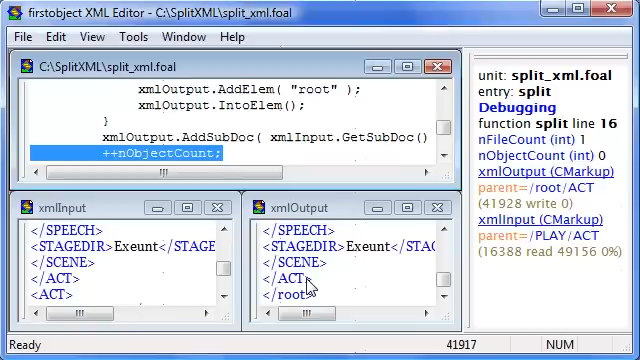 firstobject XML Editor - C:\SplitXML\split_xml.foal
File Edit Tools View Window Help
C:\SplitXML\split_xml.foal
xmlOutput.AddElem( "root" );
xmlOutput.IntoElem();
}
xmlOutput.AddSubDoc( xmlInput.GetSubDoc()
++nObjectCount;
unit: split_xml.foal
entry: split
Debugging
function split line 16
nFileCount (int) 1
nObjectCount (int) 0
xmlOutput (CMarkup)
parent=/root/ACT
(41928 write 0)
xmlInput (CMarkup)
parent=/PLAY/ACT
(16388 read 49156 0%)
xmlInput
</SPEECH>
<STAGEDIR>Exeunt</STAGE
</SCENE>
</ACT>
<ACT>
xmlOutput
</SPEECH>
<STAGEDIR>Exeunt</STA
</SCENE>
</ACT>
</root>
Ready 41917 NUM